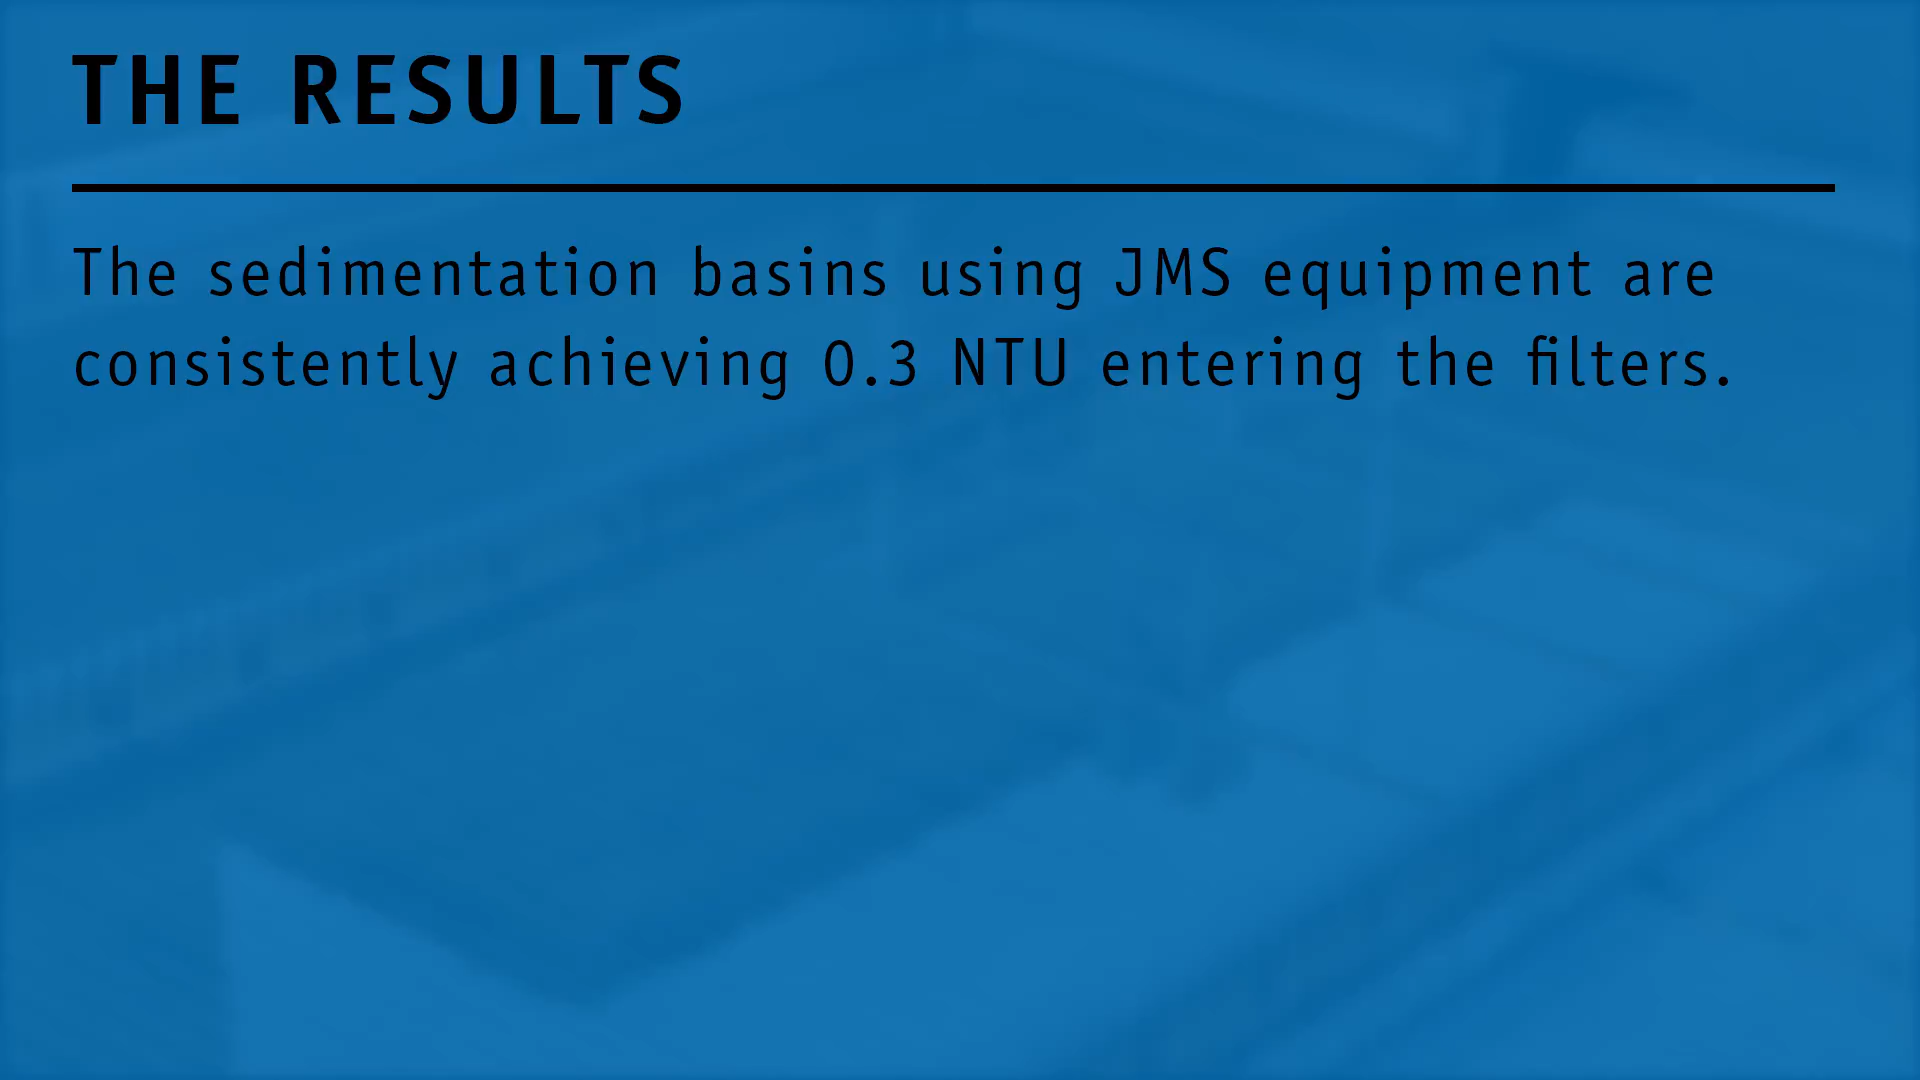 THE RESULTS
The sedimentation basins using JMS equipment are
consistently achieving 0.3 NTU entering the filters.